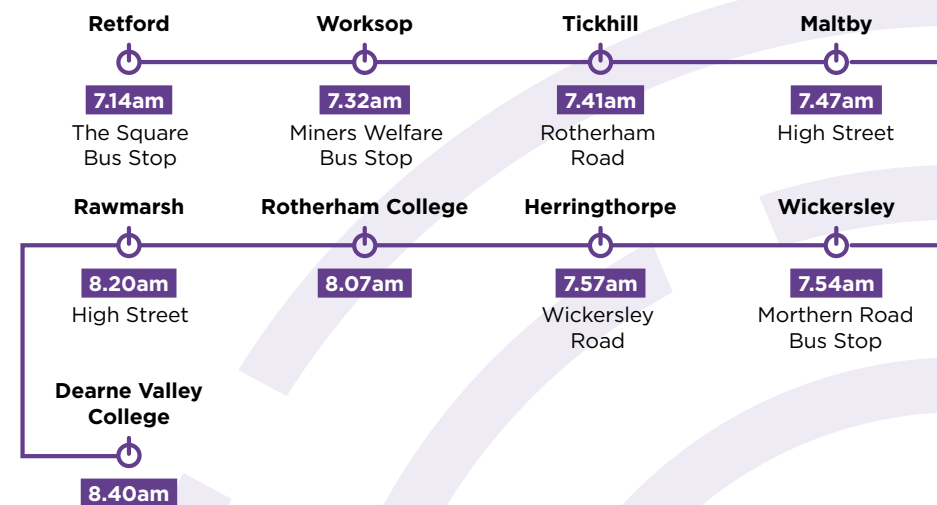 Retford
Worksop
Tickhill
Maltby
7.14am
7.32am
7.41am
7.47am
The Square
Bus Stop
Miners Welfare
Bus Stop
Rotherham
Road
High Street
Rawmarsh
Rotherham College
Herringthorpe
Wickersley
8.20am
8.07am
7.57am
7.54am
High Street
Wickersley
Road
Morthern Road
Bus Stop
Dearne Valley
College
8.40am